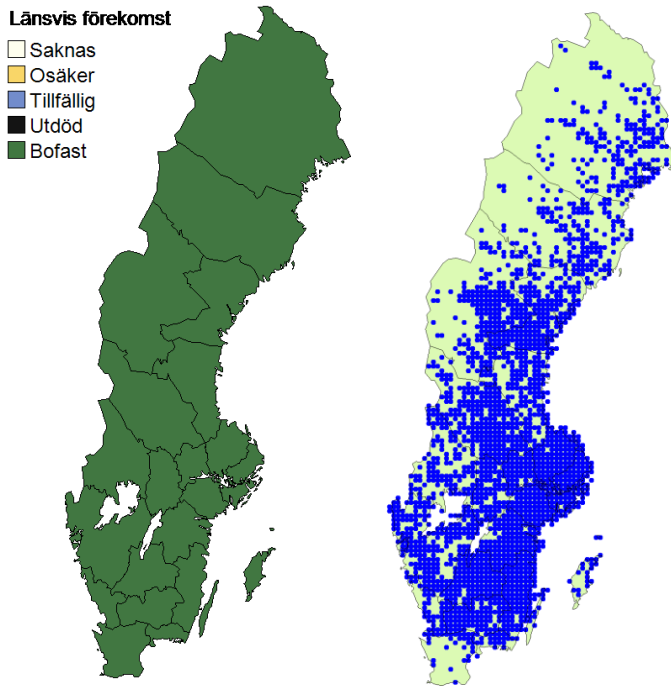 Länsvis förekomst
Saknas
Osäker
Tillfällig
Utdöd
Bofast